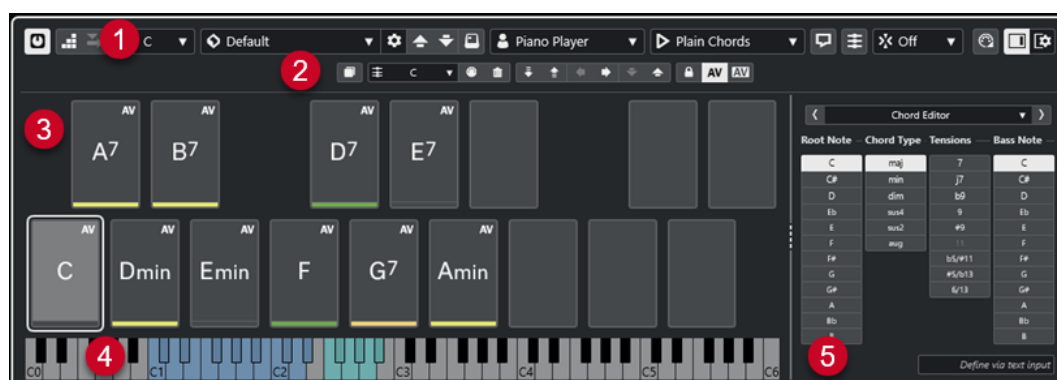 1 C Default Piano Player Plain Chords Off
2 C AV AV
3 AV AV AV AV
A7 B7 D7 E7
AV AV AV AV AV AV
C Dmin Emin F G7 Amin
4 C0 C1 C2 C3 C4 C5 C6
Chord Editor
Root Note Chord Type Tensions Bass Note
C maj 7 C
C# min j7 C#
D dim b9 D
Eb sus4 9 Eb
E sus2 #9 E
F aug 11 F
F# b5/#11 F#
G #5/b13 G
G# 6/13 G#
A A
Bb Bb
B B
5
Define via text input